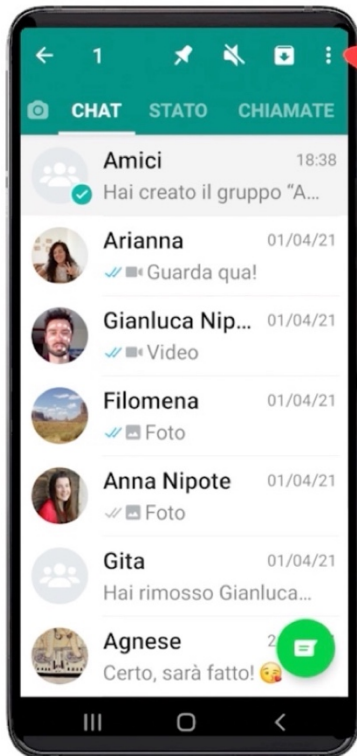 1
CHAT STATO CHIAMATE
Amici 18:38
Hai creato il gruppo “A...
Arianna 01/04/21
Guarda qua!
Gianluca Nip... 01/04/21
Video
Filomena 01/04/21
Foto
Anna Nipote 01/04/21
Foto
Gita 01/04/21
Hai rimosso Gianluca...
Agnese
Certo, sarà fatto! 😘